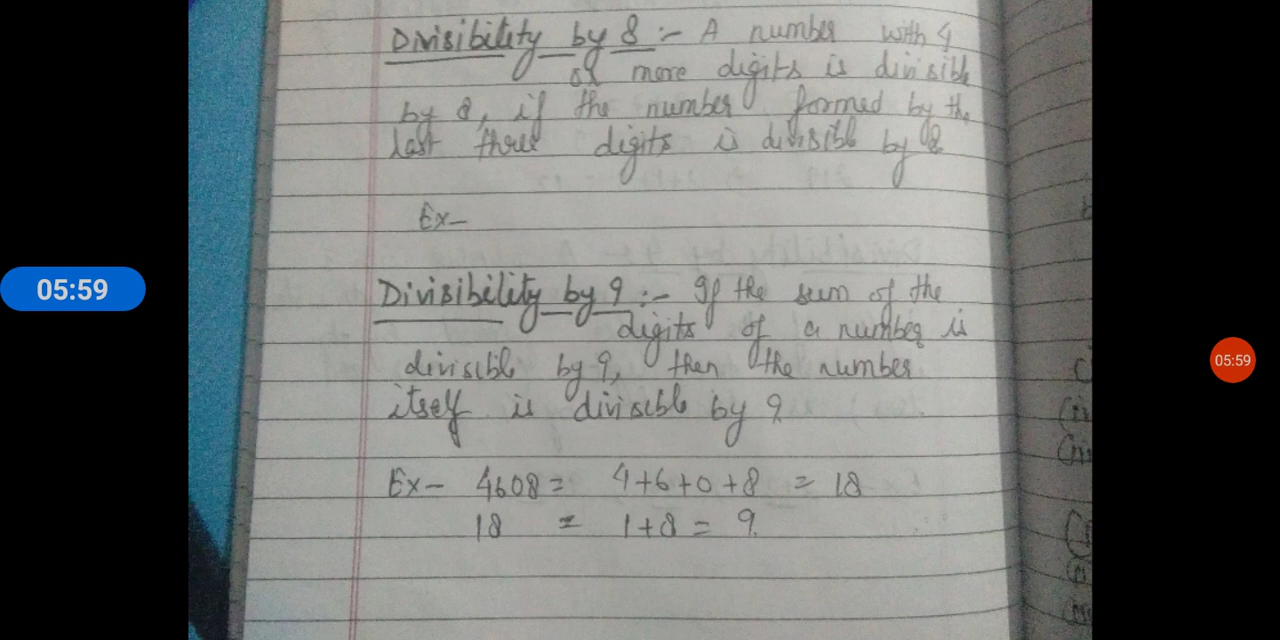 Divisibility by 8 :- A number with 4
or more digits is divisible
by 8, if the number formed by the
last three digits is divisible by 8
Ex-
Divisibility by 9 :- If the sum of the
digits of a number is
divisible by 9, then the number
itself is divisible by 9
Ex- 4608 = 4+6+0+8 = 18
18 = 1+8 = 9.
05:59
05:59